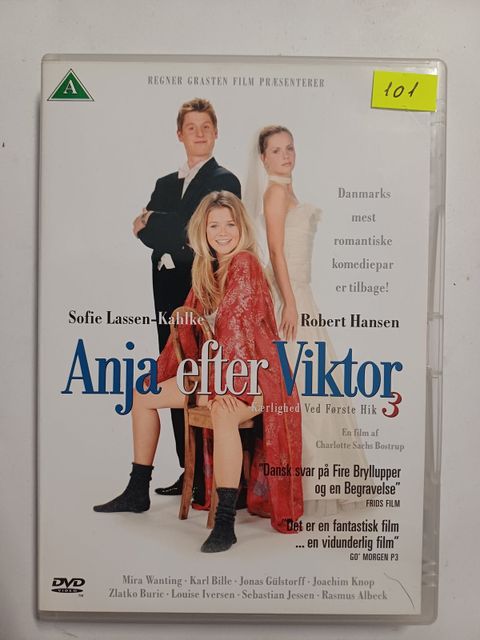 A
REGNER GRASTEN FILM PRÆSENTERER
101
Danmarks
mest
romantiske
komediepar
er tilbage!
Sofie Lassen-Kahlke
Robert Hansen
Anja efter Viktor
Kærlighed Ved Første Hik 3
En film af
Charlotte Sachs Bostrup
"Dansk svar på Fire Bryllupper
og en Begravelse"
FRIDS FILM
"Det er en fantastisk film
... en vidunderlig film"
GO' MORGEN P3
DVD
VIDEO
Mira Wanting · Karl Bille · Jonas Gülstorff · Joachim Knop
Zlatko Buric · Louise Iversen · Sebastian Jessen · Rasmus Albeck